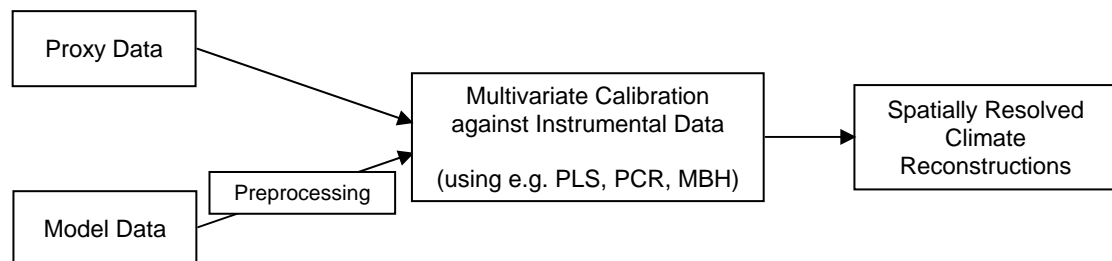 Proxy Data
Multivariate Calibration
against Instrumental Data
(using e.g. PLS, PCR, MBH)
Spatially Resolved
Climate
Reconstructions
Preprocessing
Model Data